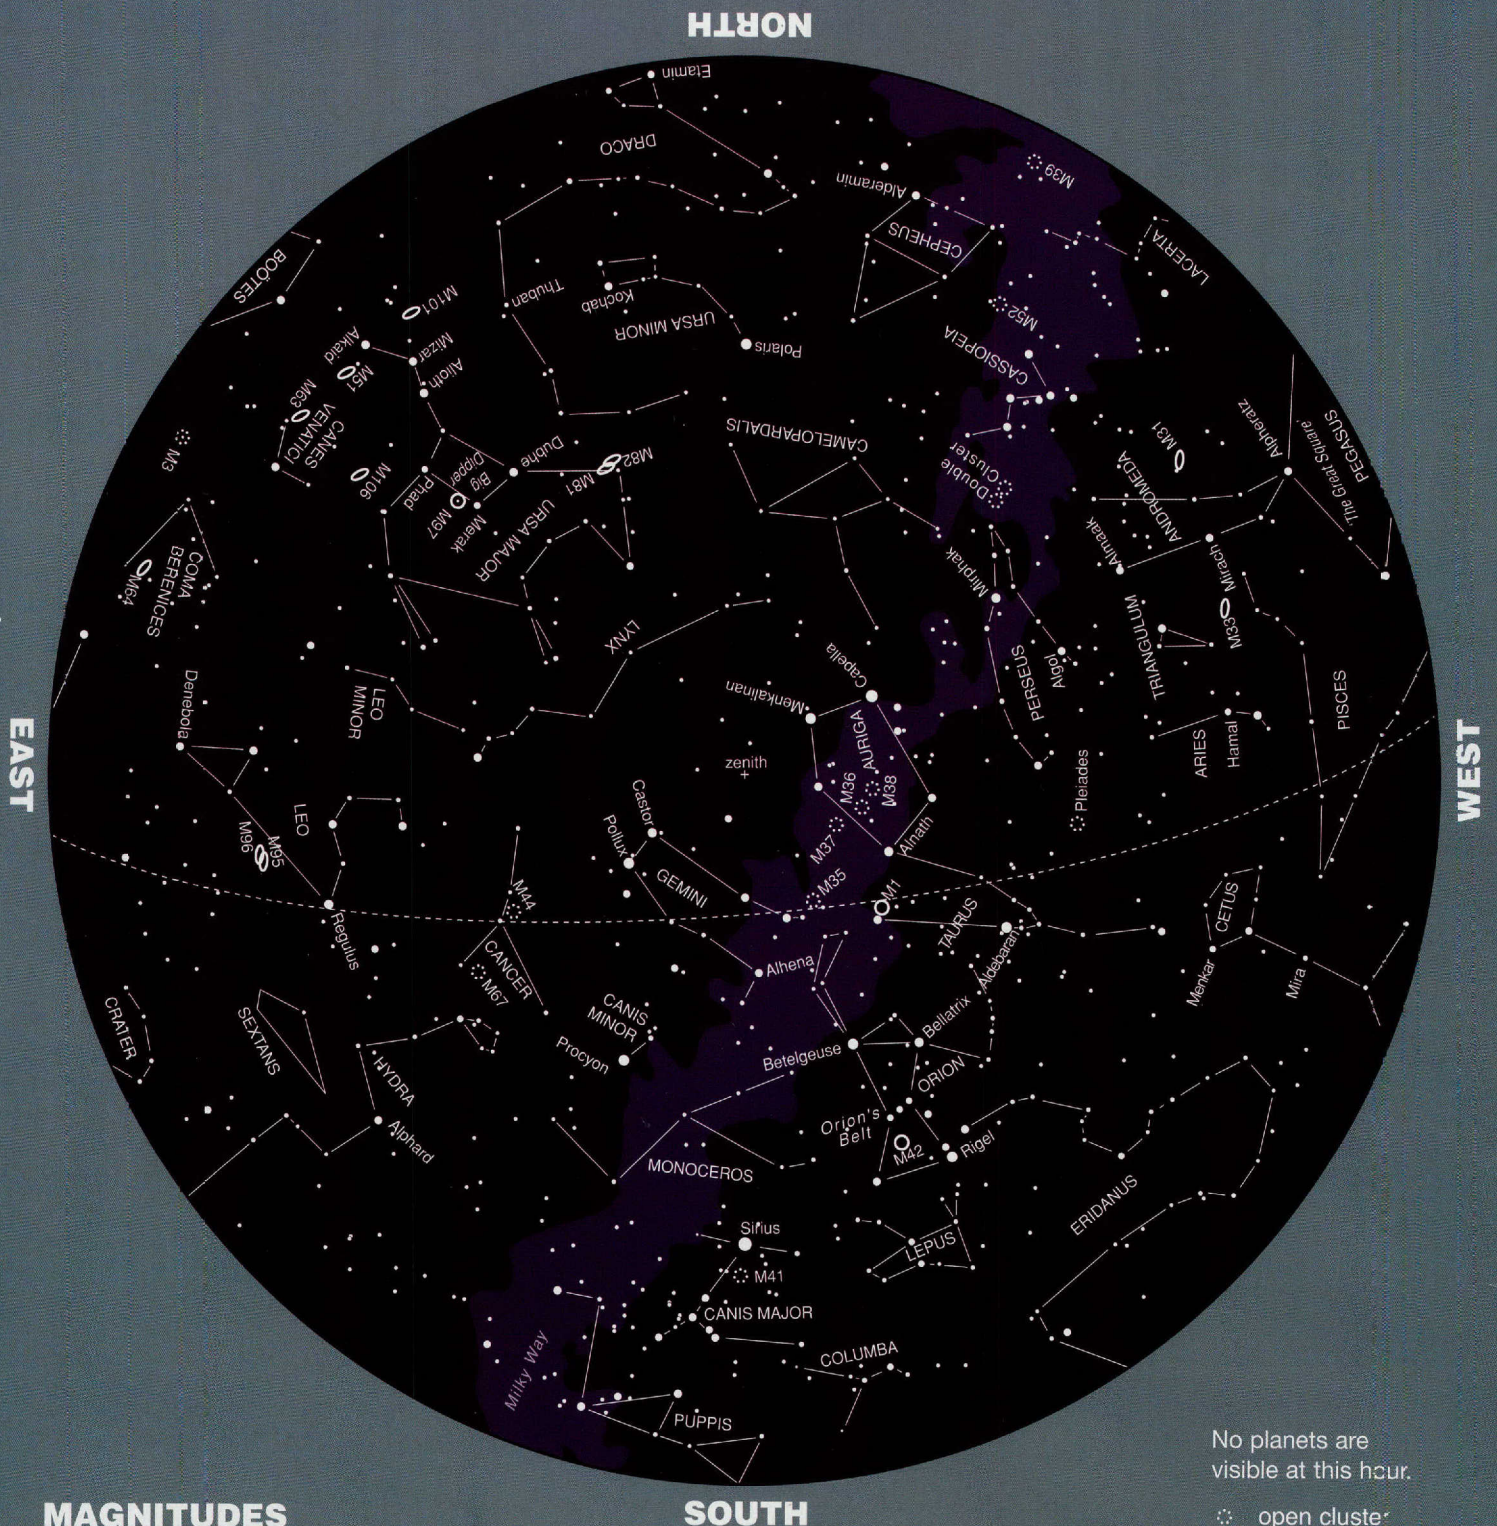 NORTH
Etamin
DRACO
M39
Alderamin
CEPHEUS
LACERTA
BOÖTES
M101
Thuban
Kochab
URSA MINOR
Polaris
M52
CASSIOPEIA
Alkaid
Mizar
M51
Alioth
M63
CANES
VENATICI
M3
M106
CAMELOPARDALIS
Double
Cluster
M31
Alpheratz
PEGASUS
The Great Square
Dubhe
Big
Dipper
Phad
M97
Merak
M82
M81
URSA MAJOR
ANDROMEDA
Almaak
Mirach
Mirphak
COMA
BERENICES
M64
M33
TRIANGULUM
LYNX
Capella
Menkalinan
PERSEUS
Algol
Denebola
LEO
MINOR
AURIGA
PISCES
ARIES
Hamal
EAST
WEST
zenith
+
M36
M38
Pleiades
Castor
Pollux
LEO
M96
M95
M37
Alnath
GEMINI
M35
M1
M44
TAURUS
CETUS
Regulus
CANCER
M67
Alhena
Aldebaran
Menkar
Mira
CRATER
SEXTANS
CANIS
MINOR
Procyon
Bellatrix
Betelgeuse
ORION
HYDRA
Alphard
Orion's
Belt
M42
Rigel
MONOCEROS
ERIDANUS
Sirius
LEPUS
M41
CANIS MAJOR
COLUMBA
Milky Way
PUPPIS
No planets are
visible at this hour.
MAGNITUDES
SOUTH
open cluster